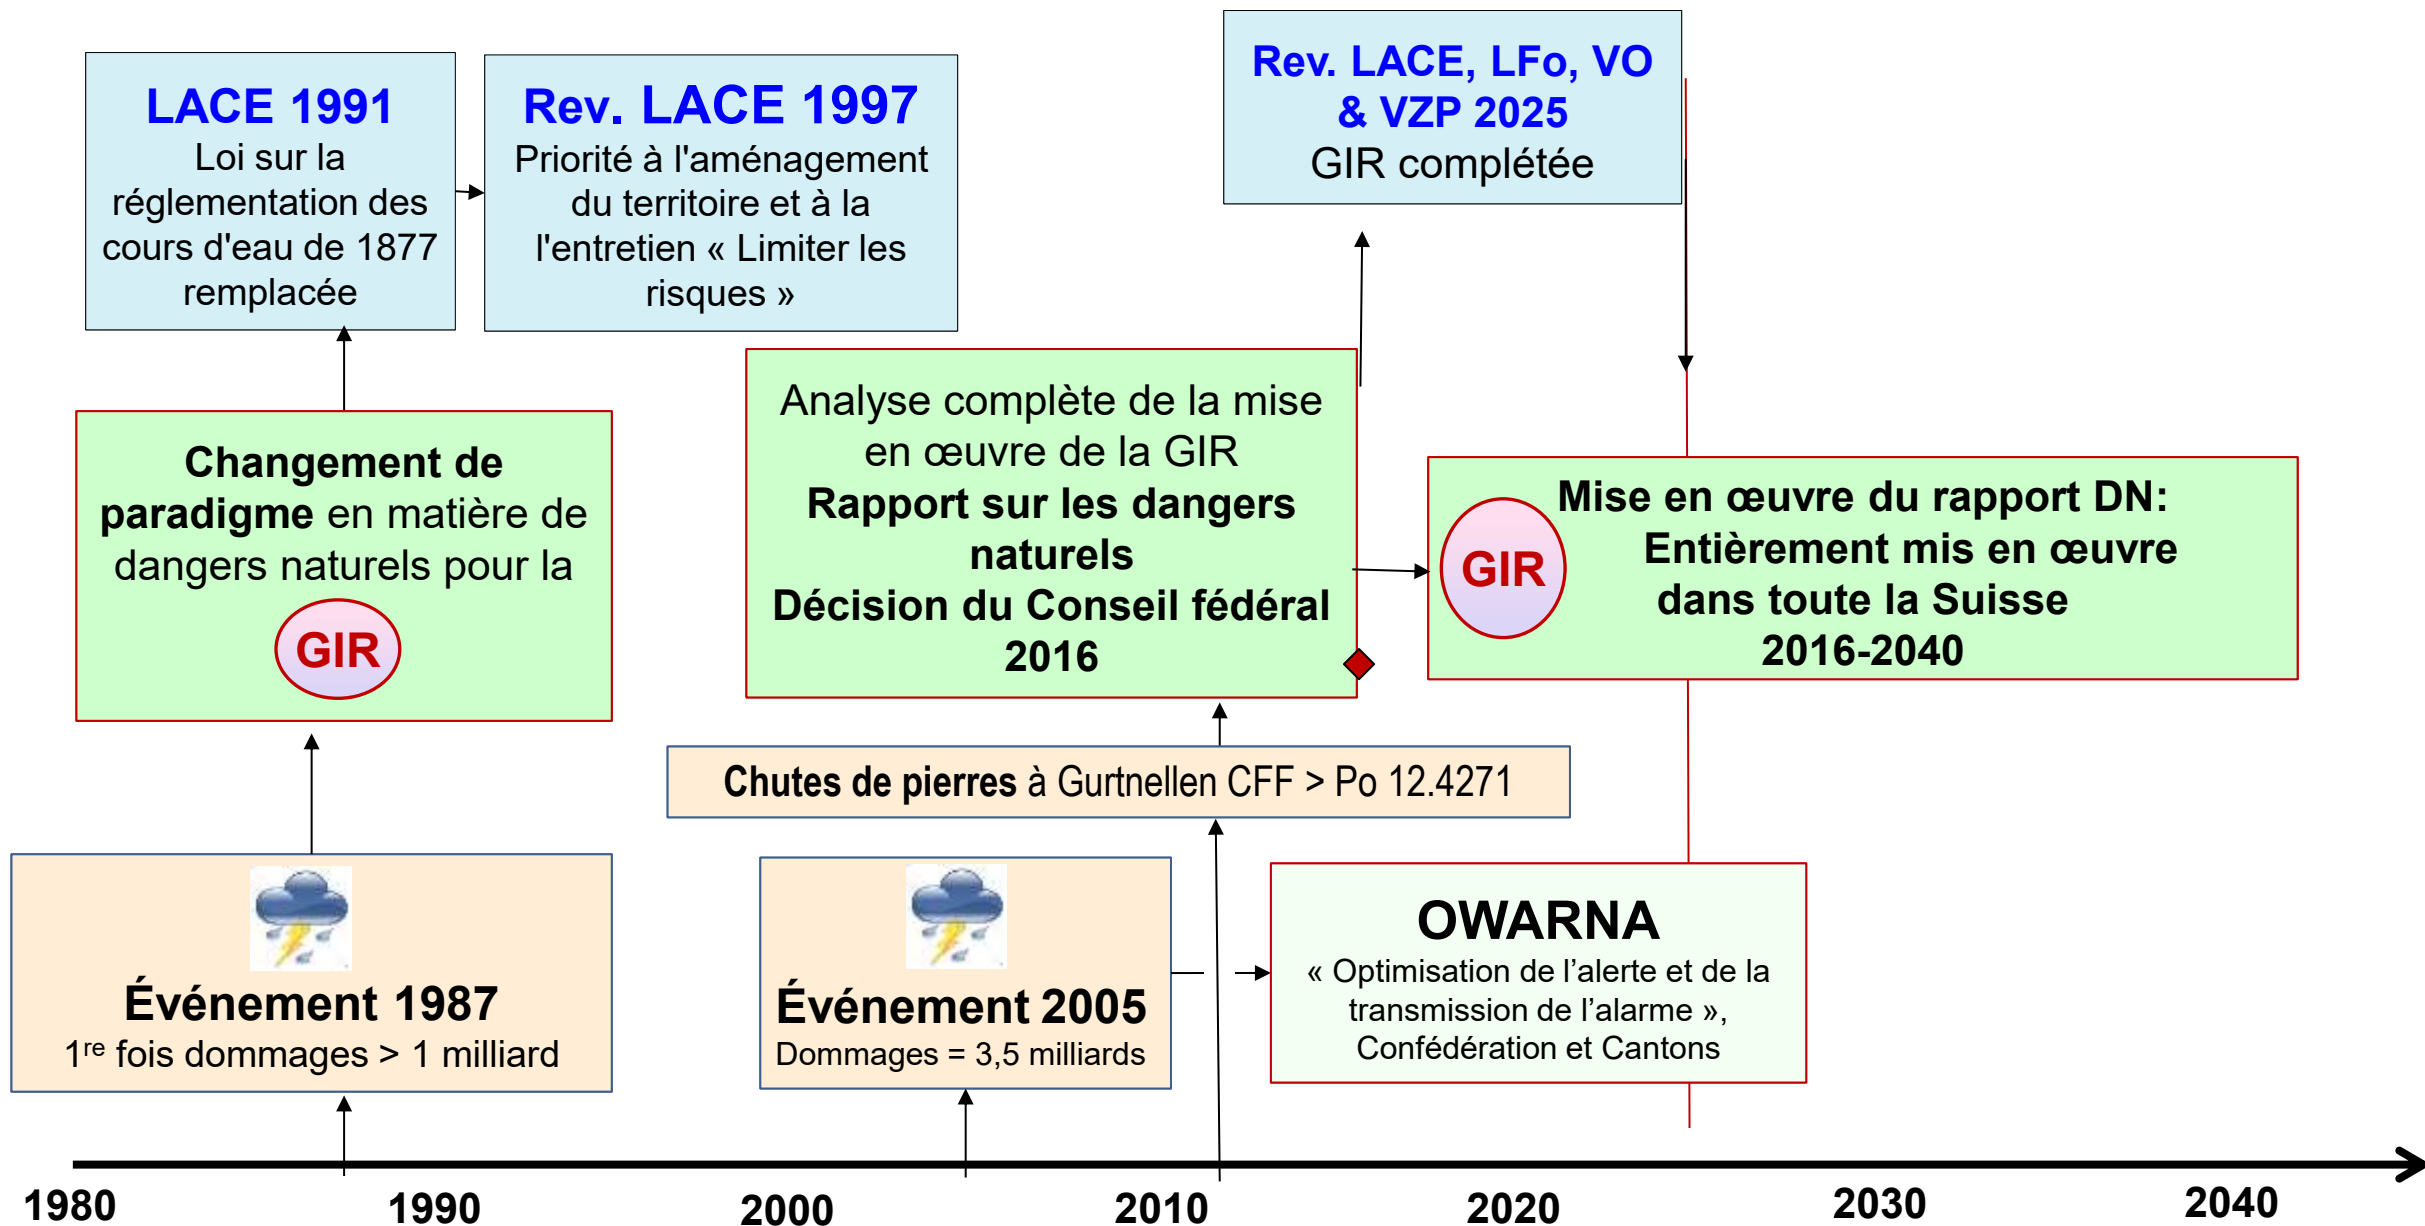 LACE 1991
Loi sur la
réglementation des
cours d'eau de 1877
remplacée
Rev. LACE 1997
Priorité à l'aménagement
du territoire et à la
l'entretien « Limiter les
risques »
Rev. LACE, LFo, VO
& VZP 2025
GIR complétée
Changement de
paradigme en matière de
dangers naturels pour la
GIR
Analyse complète de la mise
en œuvre de la GIR
Rapport sur les dangers
naturels
Décision du Conseil fédéral
2016
GIR
Mise en œuvre du rapport DN:
Entièrement mis en œuvre
dans toute la Suisse
2016-2040
Chutes de pierres à Gurtnellen CFF > Po 12.4271
Événement 1987
1re fois dommages > 1 milliard
Événement 2005
Dommages = 3,5 milliards
OWARNA
« Optimisation de l’alerte et de la
transmission de l’alarme »,
Confédération et Cantons
1980
1990
2000
2010
2020
2030
2040